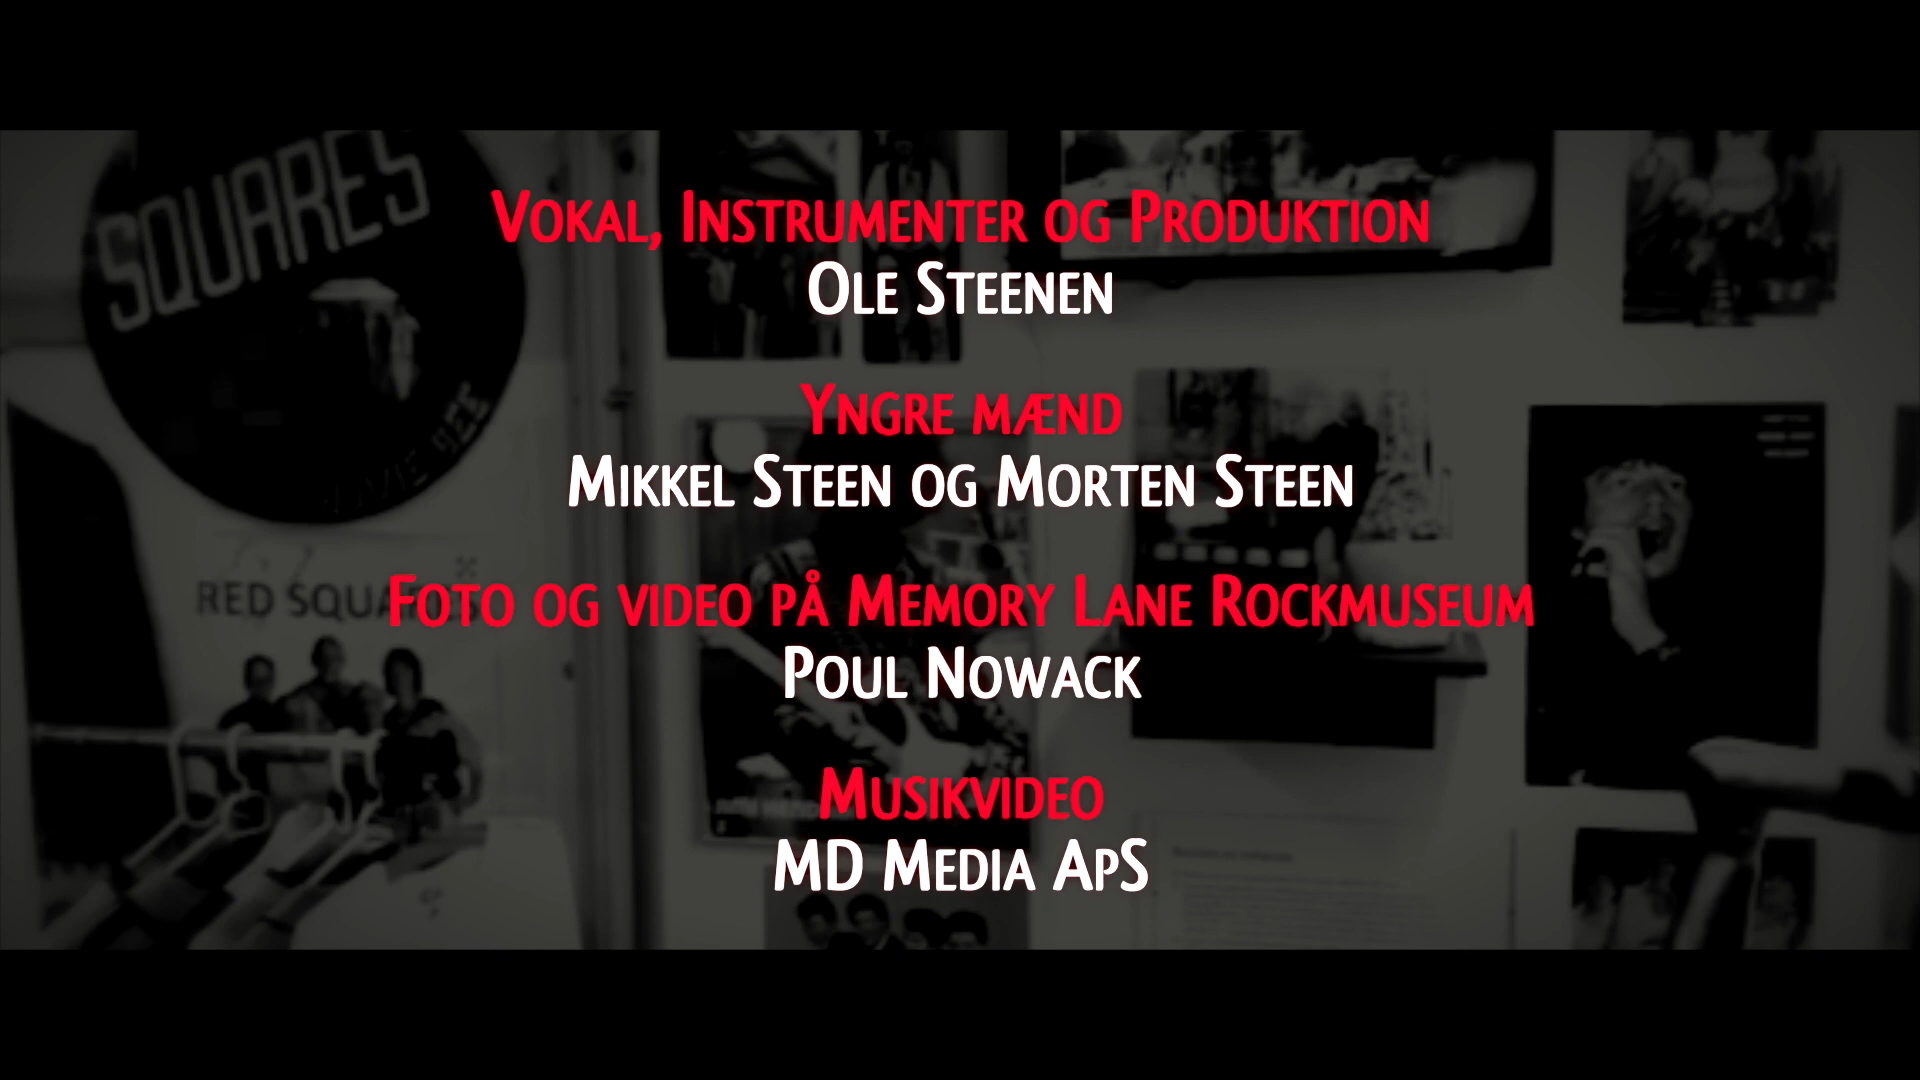 SQUARES
Vokal, Instrumenter og Produktion
Ole Steenen
Yngre mænd
Mikkel Steen og Morten Steen
RED SQUARES
Foto og video på Memory Lane Rockmuseum
Poul Nowack
Musikvideo
MD Media ApS